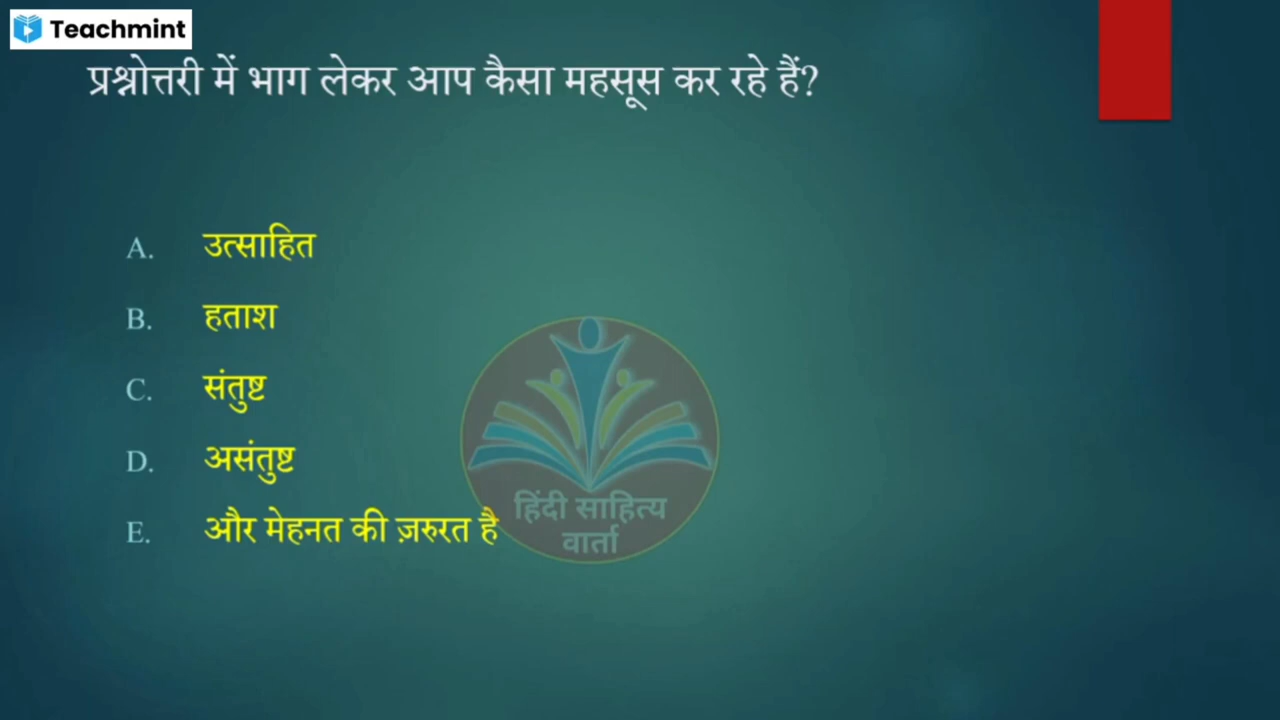 Teachmint
प्रश्नोत्तरी में भाग लेकर आप कैसा महसूस कर रहे हैं?
A. उत्साहित
B. हताश
C. संतुष्ट
D. असंतुष्ट
E. और मेहनत की ज़रुरत है
हिंदी साहित्य
वार्ता